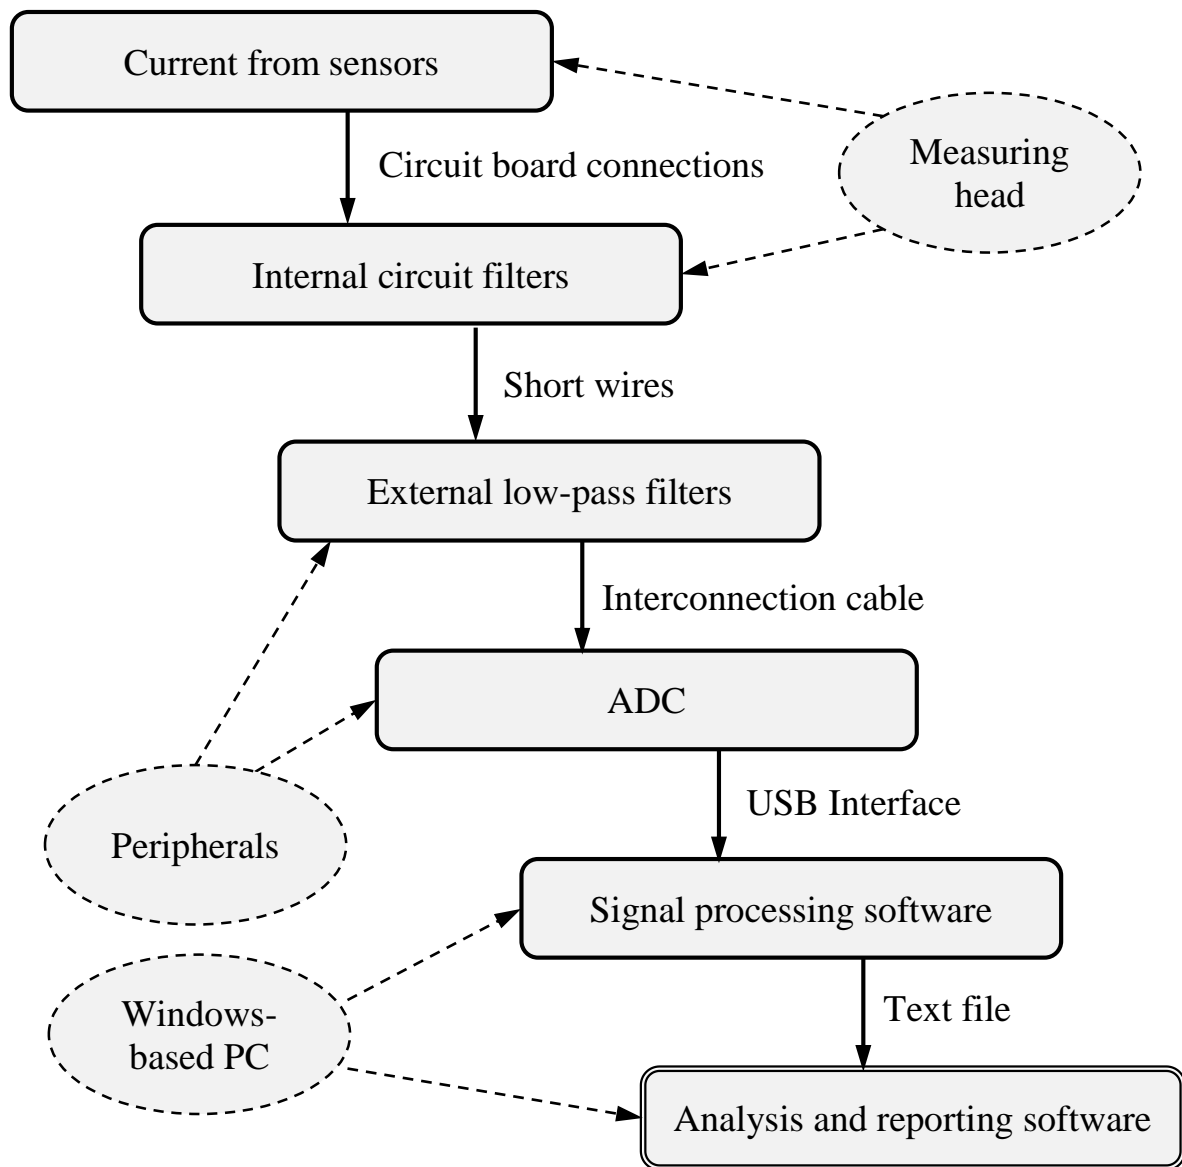 Current from sensors
Circuit board connections
Measuring
head
Internal circuit filters
Short wires
External low-pass filters
Interconnection cable
ADC
USB Interface
Peripherals
Signal processing software
Windows-
based PC
Text file
Analysis and reporting software